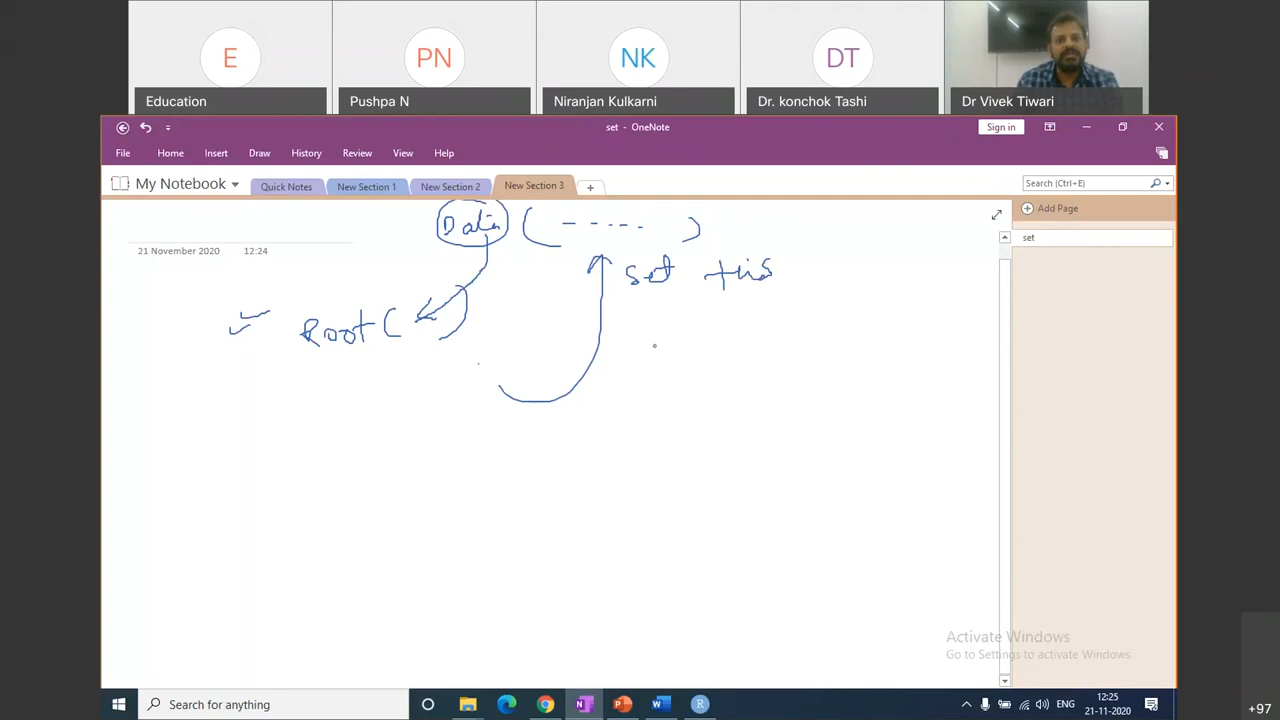 E PN NK DT
Education Pushpa N Niranjan Kulkarni Dr. konchok Tashi Dr Vivek Tiwari
set - OneNote Sign in
File Home Insert Draw History Review View Help
My Notebook Quick Notes New Section 1 New Section 2 New Section 3 Search (Ctrl+E)
Add Page
Data ( - - - - - )
21 November 2020 12:24
set
set this
Root ( )
Activate Windows
Go to Settings to activate Windows.
Search for anything ENG 12:25
21-11-2020
+97